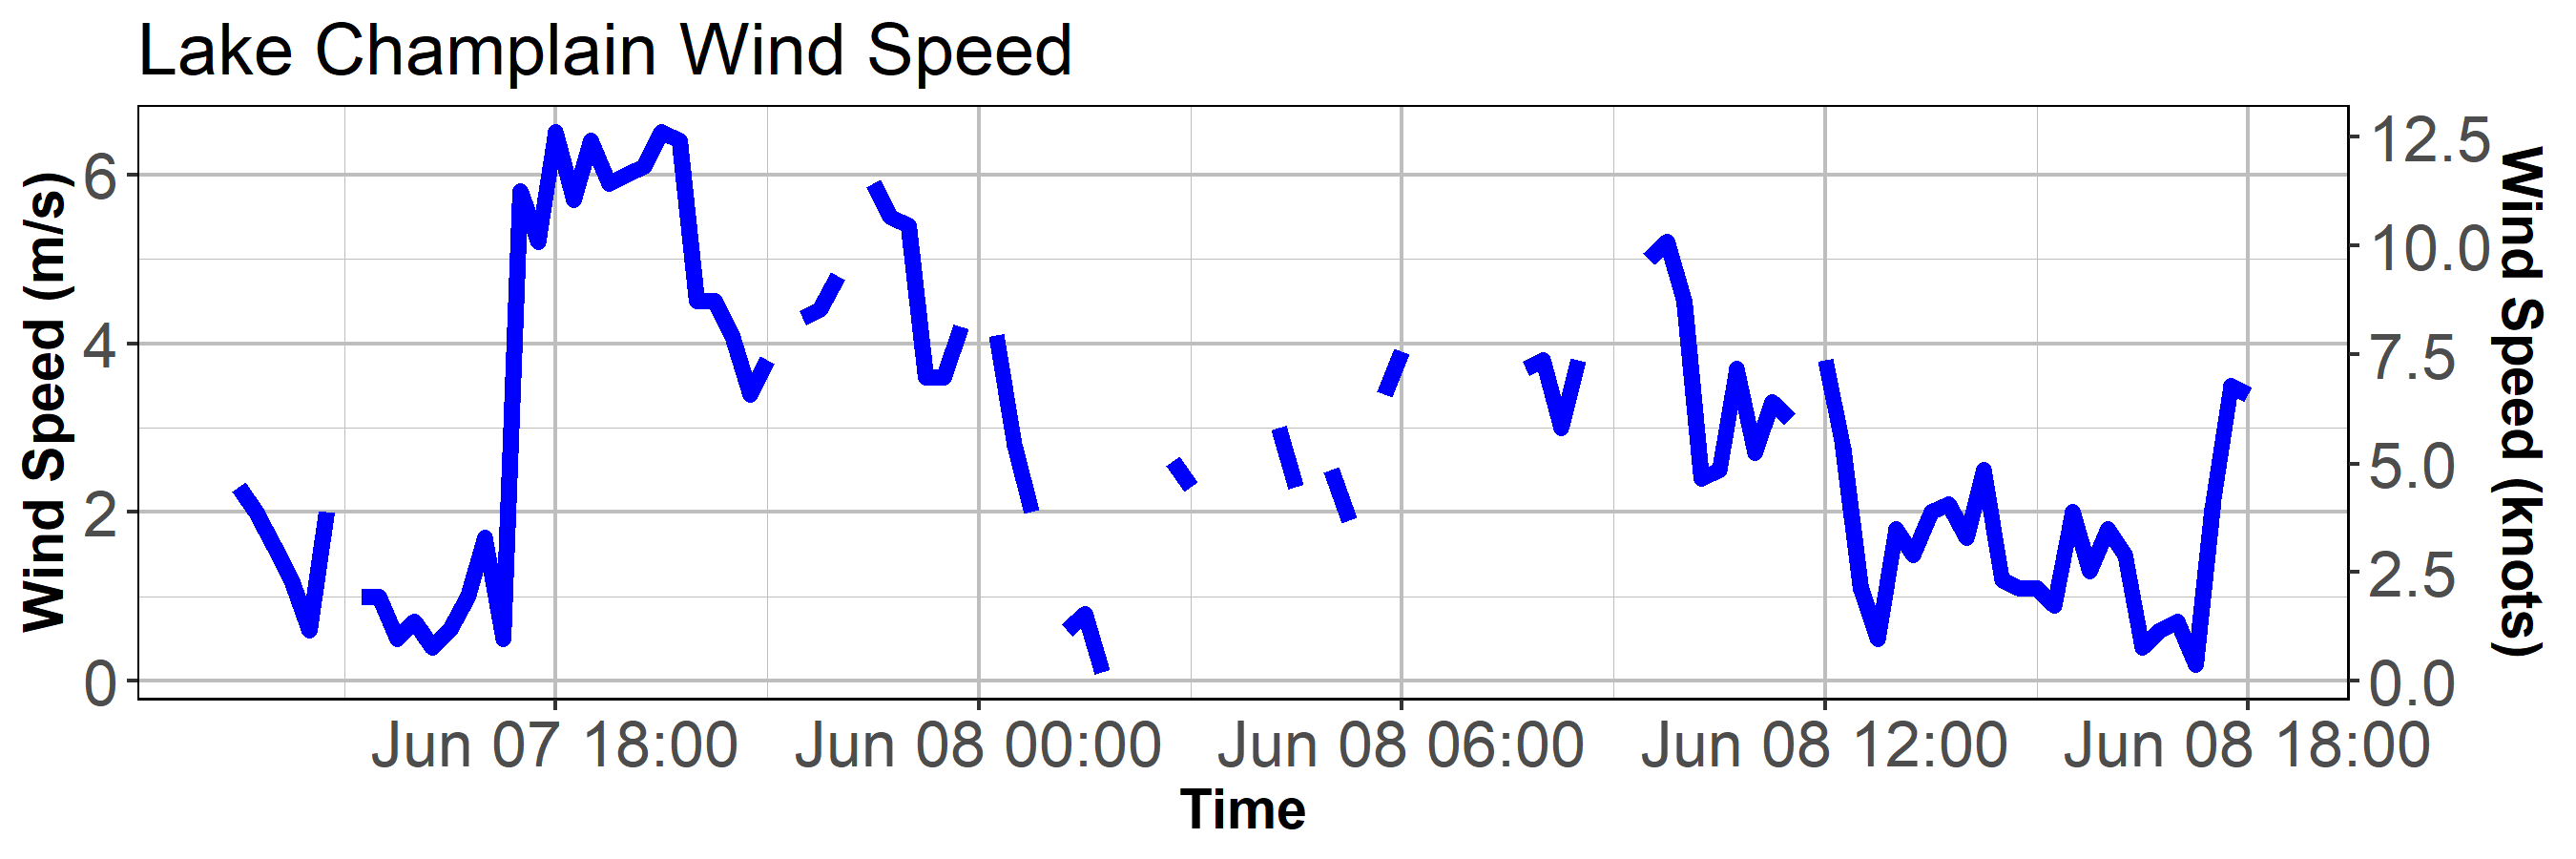 Lake Champlain Wind Speed
Wind Speed (m/s)
6
4
2
0
12.5
10.0
7.5
5.0
2.5
0.0
Wind Speed (knots)
Jun 07 18:00
Jun 08 00:00
Jun 08 06:00
Jun 08 12:00
Jun 08 18:00
Time